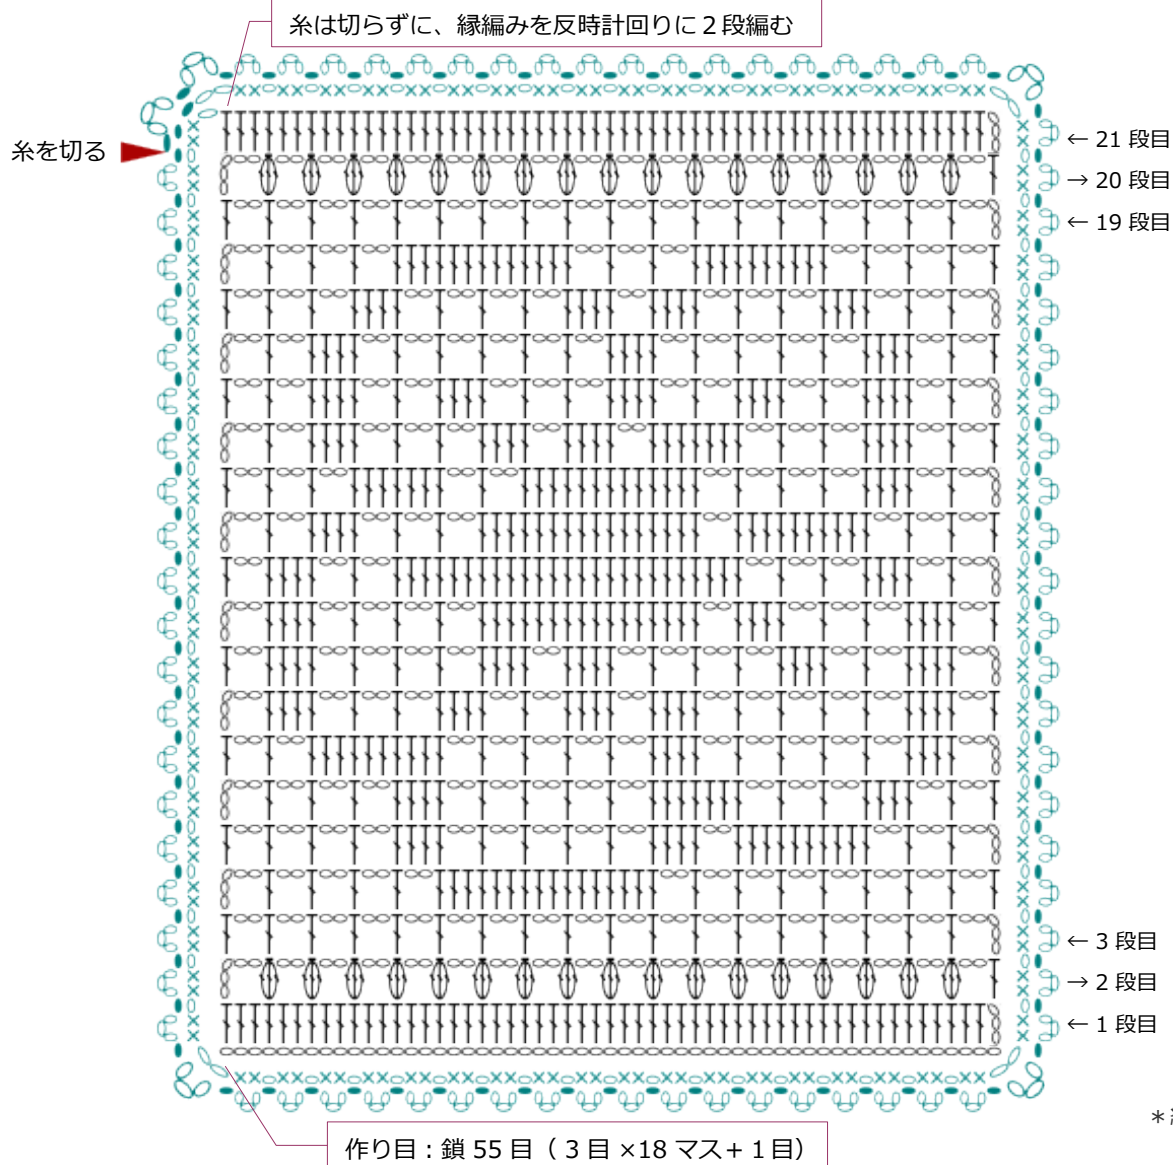 糸は切らずに、縁編みを反時計回りに２段編む
糸を切る
← 21 段目
→ 20 段目
← 19 段目
← 3 段目
→ 2 段目
← 1 段目
作り目：鎖 55 目（ 3 目 ×18 マス＋ 1 目）
＊